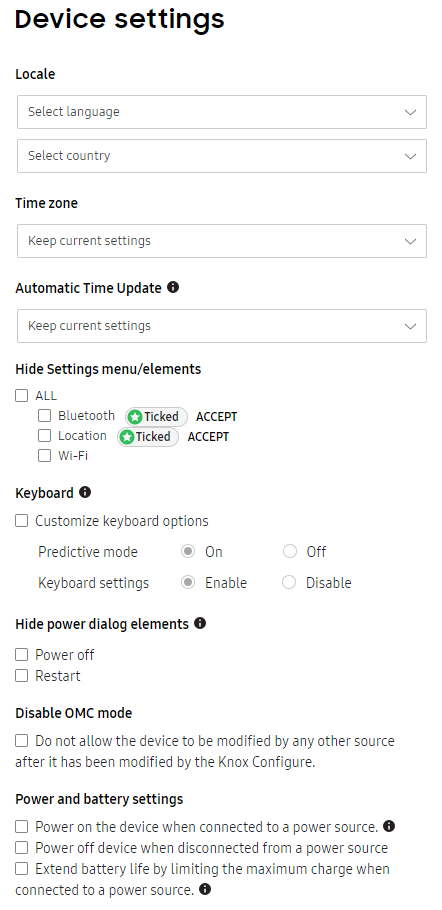 Device settings
Locale
Select language
Select country
Time zone
Keep current settings
Automatic Time Update
Keep current settings
Hide Settings menu/elements
ALL
Bluetooth Ticked ACCEPT
Location Ticked ACCEPT
Wi-Fi
Keyboard
Customize keyboard options
Predictive mode On Off
Keyboard settings Enable Disable
Hide power dialog elements
Power off
Restart
Disable OMC mode
Do not allow the device to be modified by any other source
after it has been modified by the Knox Configure.
Power and battery settings
Power on the device when connected to a power source.
Power off device when disconnected from a power source
Extend battery life by limiting the maximum charge when
connected to a power source.